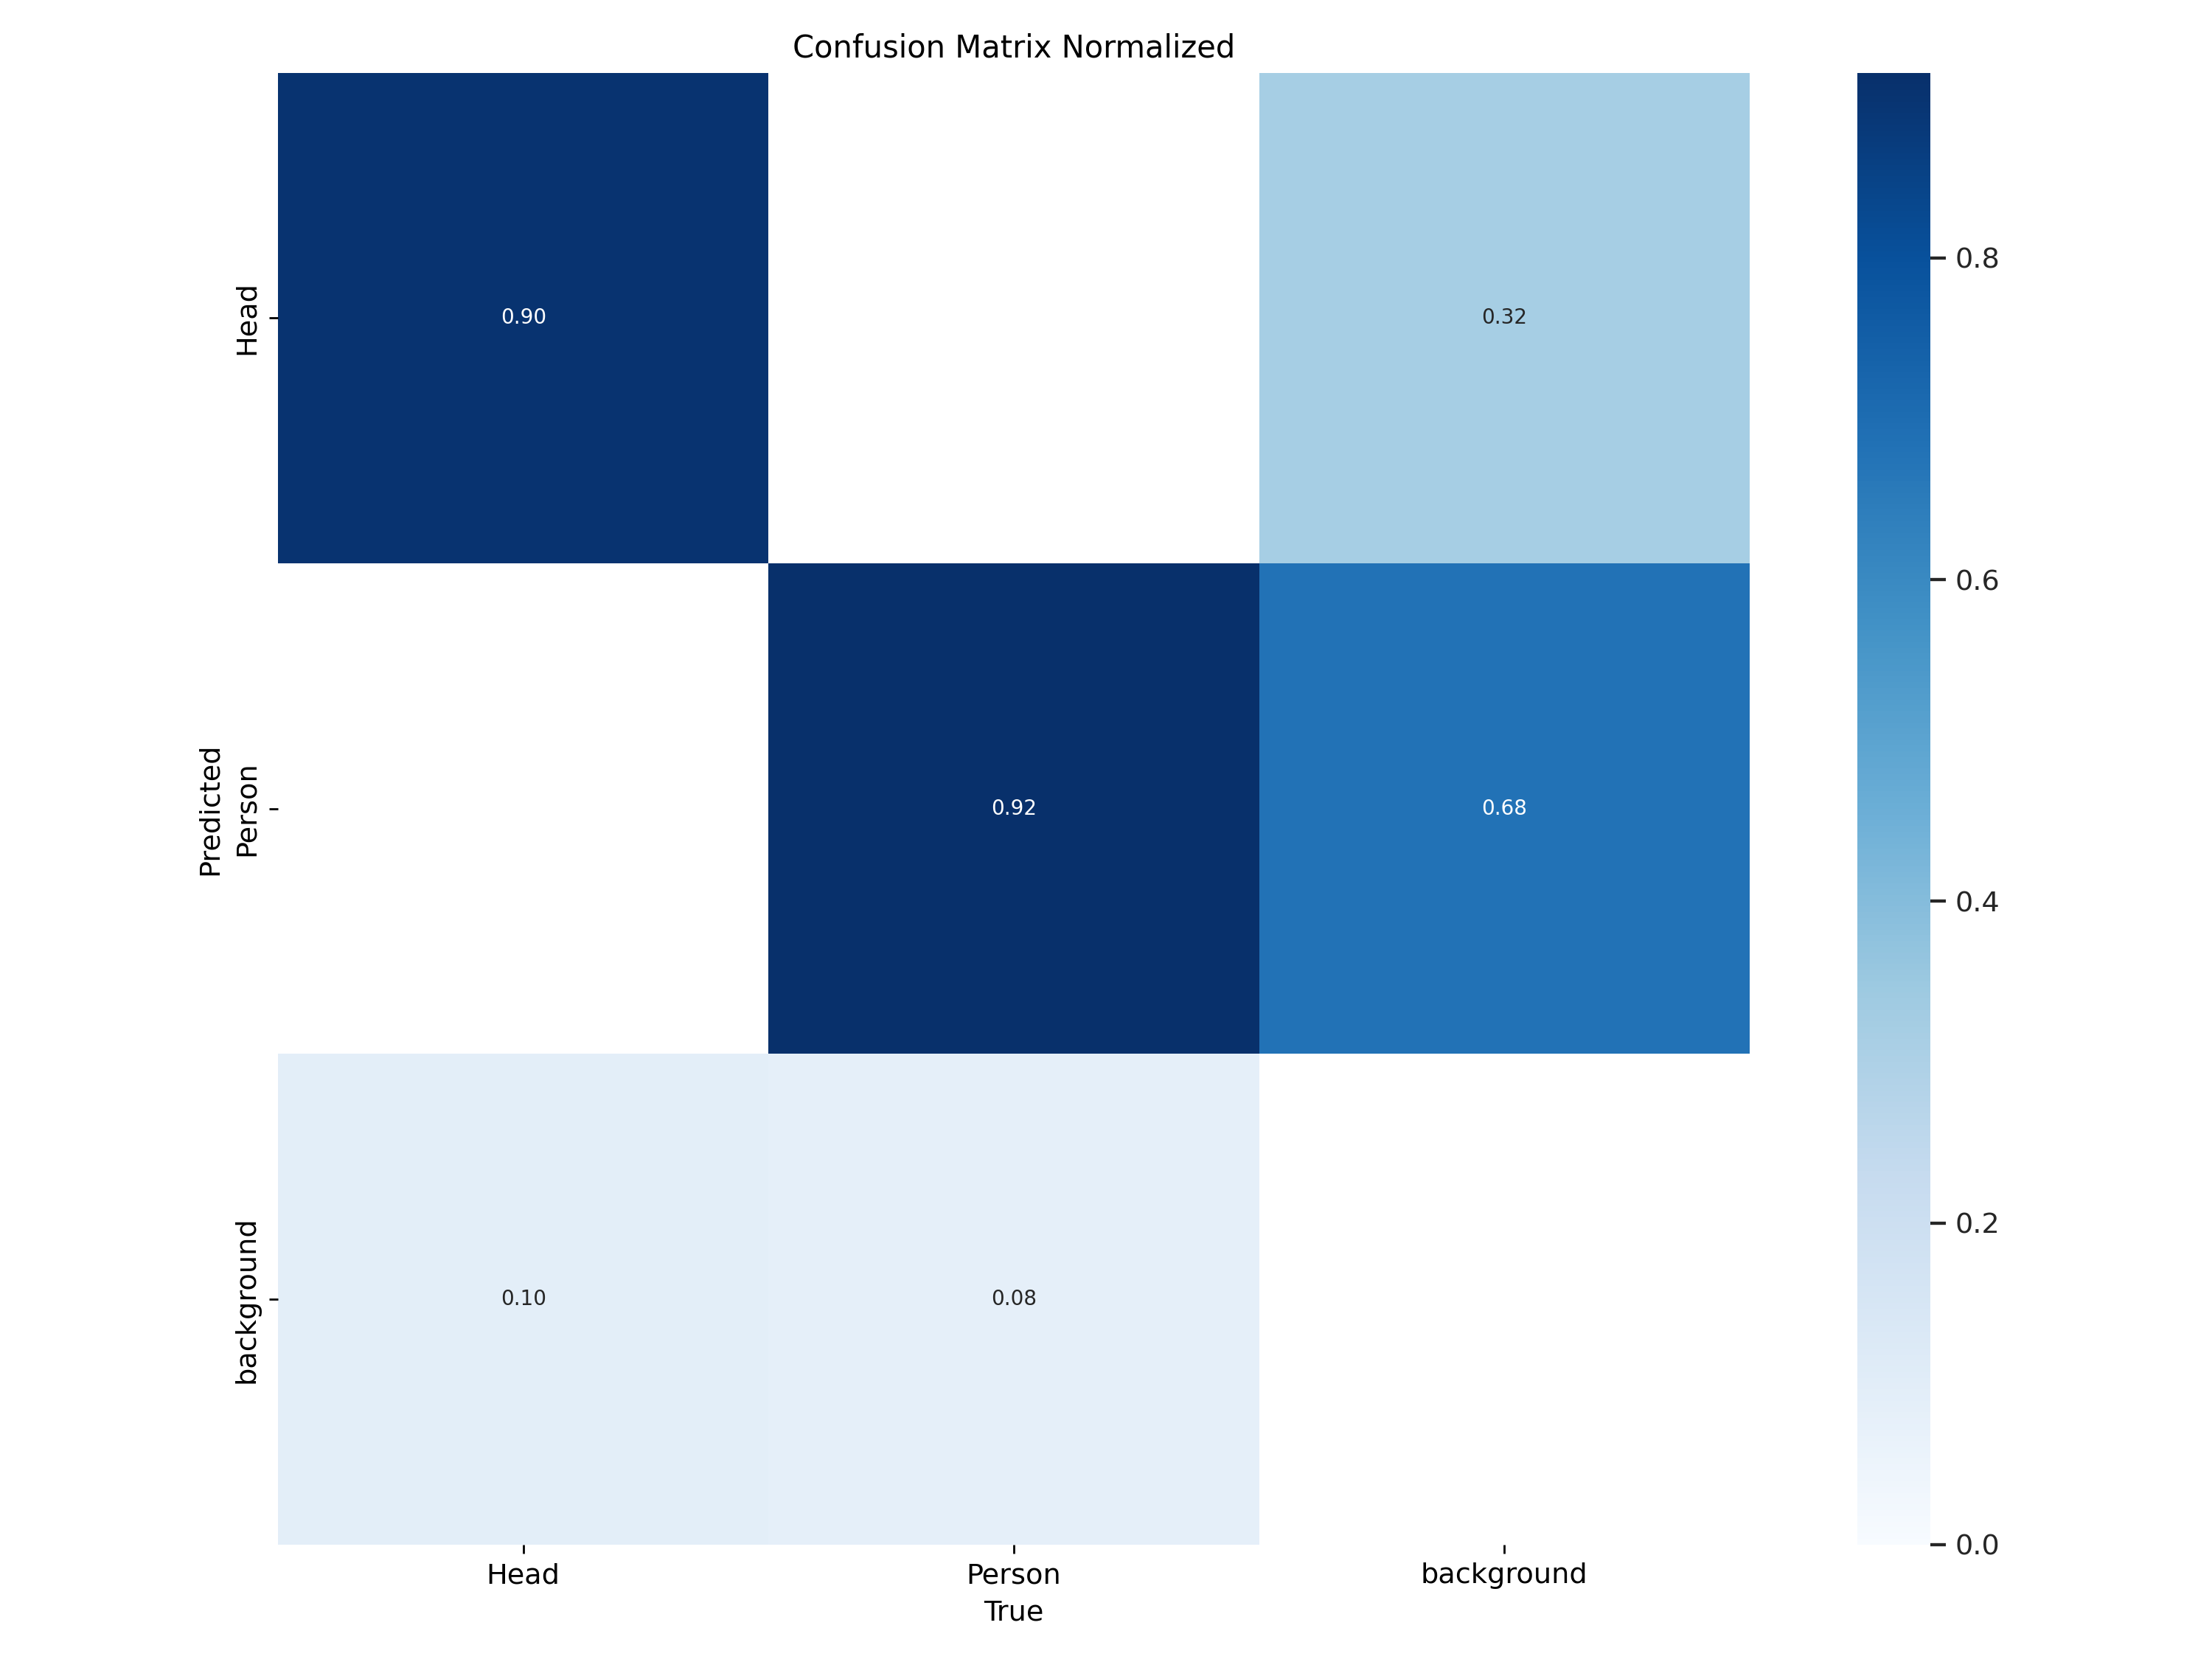 Confusion Matrix Normalized
Head
0.90
0.32
0.8
0.6
Predicted
Person
0.92
0.68
0.4
background
0.10
0.08
0.2
0.0
Head
Person
background
True